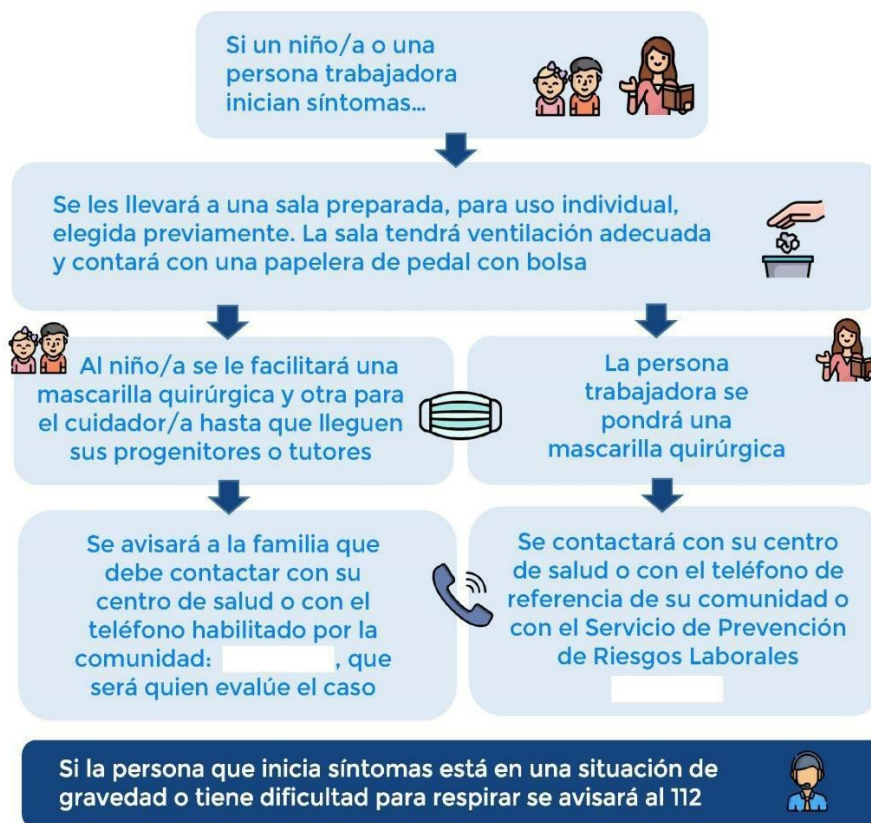 Si un niño/a o una
persona trabajadora
inician síntomas...
Se les llevará a una sala preparada, para uso individual,
elegida previamente. La sala tendrá ventilación adecuada
y contará con una papelera de pedal con bolsa
Al niño/a se le facilitará una
mascarilla quirúrgica y otra para
el cuidador/a hasta que lleguen
sus progenitores o tutores
La persona
trabajadora se
pondrá una
mascarilla quirúrgica
Se avisará a la familia que
debe contactar con su
centro de salud o con el
teléfono habilitado por la
comunidad: , que
será quien evalúe el caso
Se contactará con su centro
de salud o con el teléfono de
referencia de su comunidad o
con el Servicio de Prevención
de Riesgos Laborales
Si la persona que inicia síntomas está en una situación de
gravedad o tiene dificultad para respirar se avisará al 112